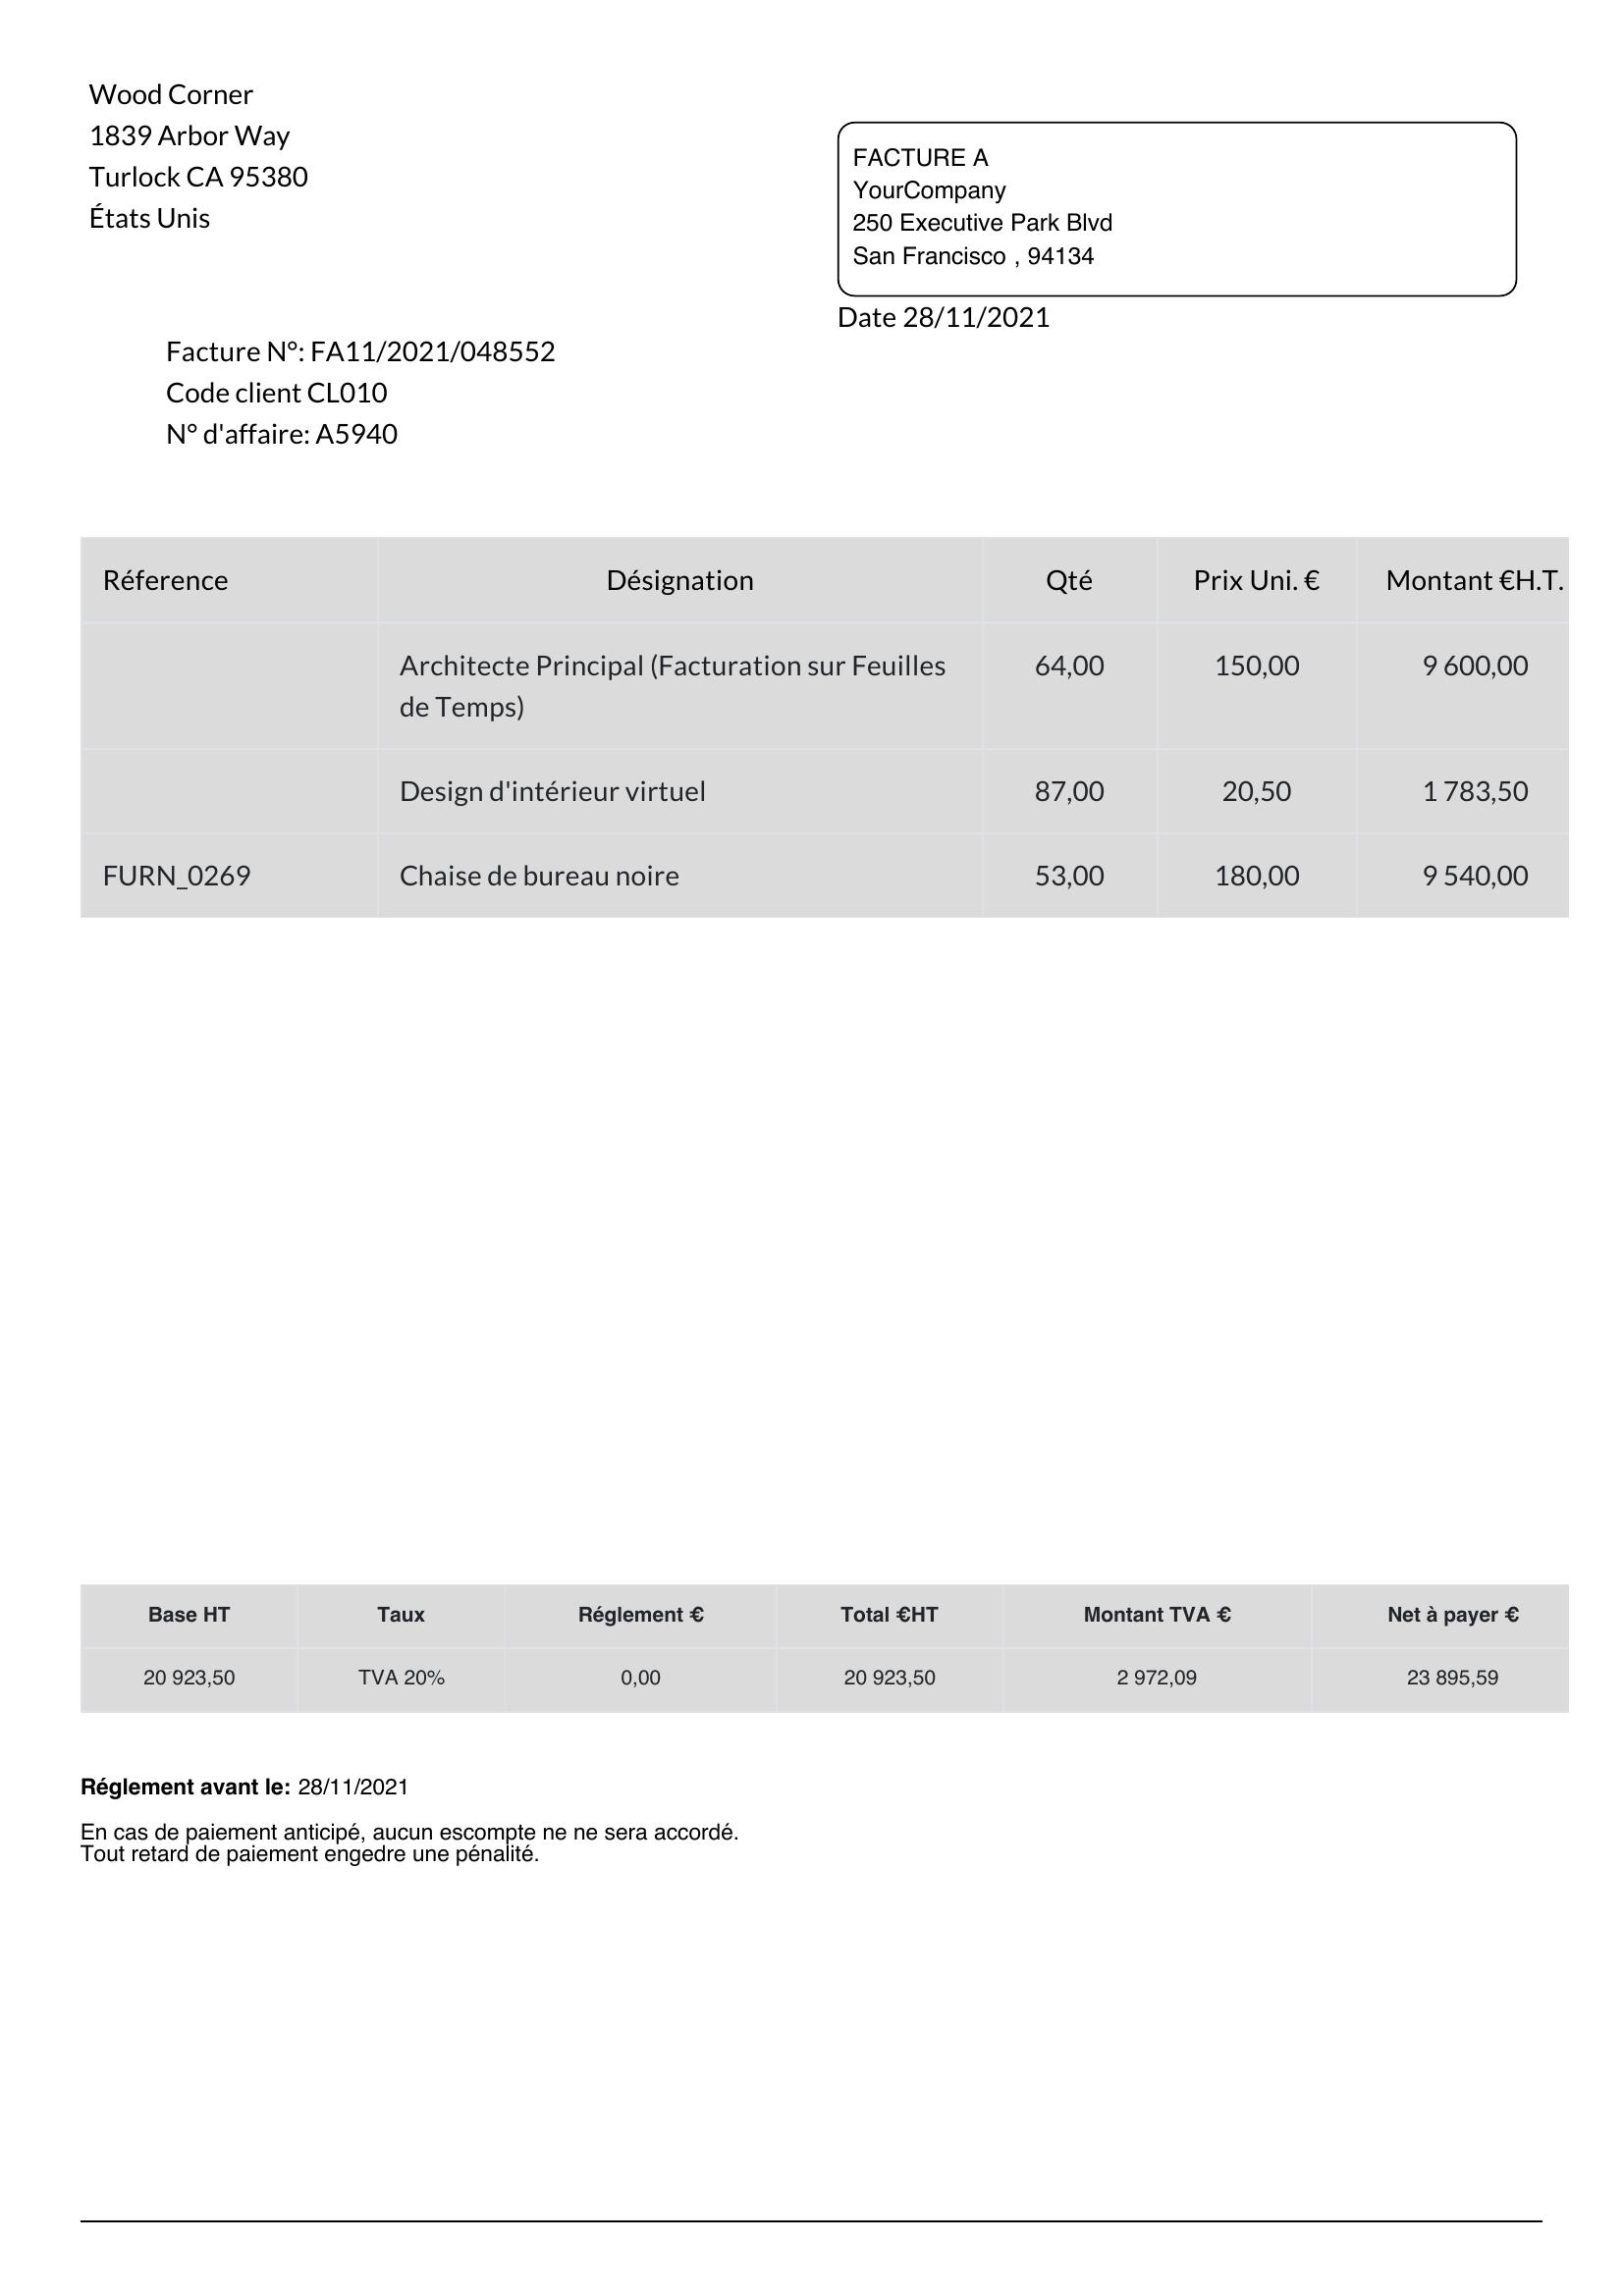 Wood Corner
1839 Arbor Way
Turlock CA 95380
États Unis
FACTURE A
YourCompany
250 Executive Park Blvd
San Francisco , 94134
Date 28/11/2021
Facture N°: FA11/2021/048552
Code client CL010
N° d'affaire: A5940
Réference Désignation Qté Prix Uni. € Montant €H.T.
Architecte Principal (Facturation sur Feuilles 64,00 150,00 9 600,00
de Temps)
Design d'intérieur virtuel 87,00 20,50 1 783,50
FURN_0269 Chaise de bureau noire 53,00 180,00 9 540,00
Base HT Taux Réglement € Total €HT Montant TVA € Net à payer €
20 923,50 TVA 20% 0,00 20 923,50 2 972,09 23 895,59
Réglement avant le: 28/11/2021
En cas de paiement anticipé, aucun escompte ne ne sera accordé.
Tout retard de paiement engedre une pénalité.